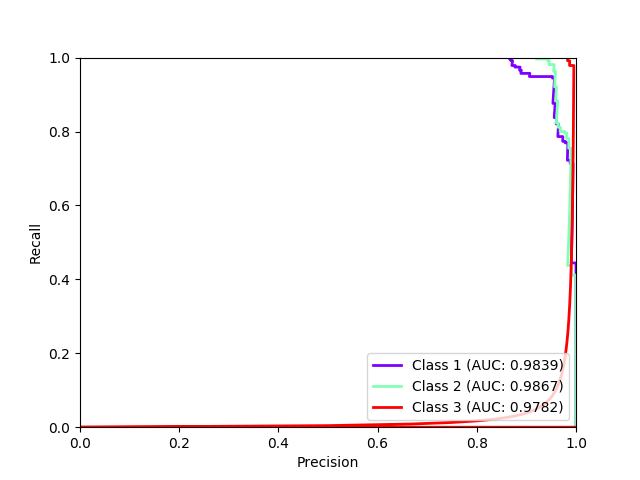 1.0
0.8
0.6
0.4
0.2
0.0
Recall
0.0 0.2 0.4 0.6 0.8 1.0
Precision
Class 1 (AUC: 0.9839)
Class 2 (AUC: 0.9867)
Class 3 (AUC: 0.9782)